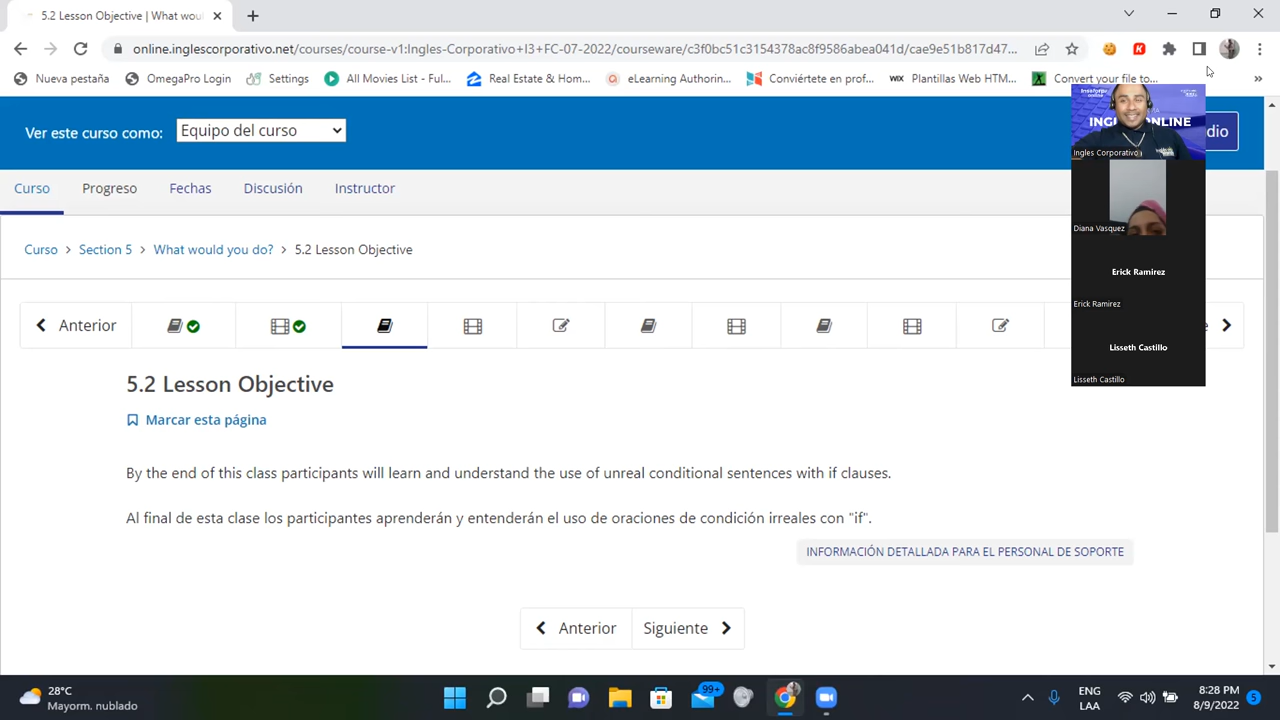 5.2 Lesson Objective | What wou
online.inglescorporativo.net/courses/course-v1:Ingles-Corporativo+I3+FC-07-2022/courseware/c3f0bc51c3154378ac8f9586abea041d/cae9e51b817d47...
Nueva pestaña
OmegaPro Login
Settings
All Movies List - Ful...
Real Estate & Hom...
eLearning Authorin...
Conviértete en prof...
WIX Plantillas Web HTM...
Convert your file to...
»
Ver este curso como:
Equipo del curso
dio
INGLES ONLINE
Ingles Corporativo
Curso
Progreso
Fechas
Discusión
Instructor
Diana Vasquez
Curso > Section 5 > What would you do? > 5.2 Lesson Objective
Erick Ramirez
Erick Ramirez
Anterior
Lisseth Castillo
Lisseth Castillo
5.2 Lesson Objective
Marcar esta página
By the end of this class participants will learn and understand the use of unreal conditional sentences with if clauses.
Al final de esta clase los participantes aprenderán y entenderán el uso de oraciones de condición irreales con "if".
INFORMACIÓN DETALLADA PARA EL PERSONAL DE SOPORTE
Anterior
Siguiente
28°C
Mayorm. nublado
99+
ENG
LAA
8:28 PM
8/9/2022
5